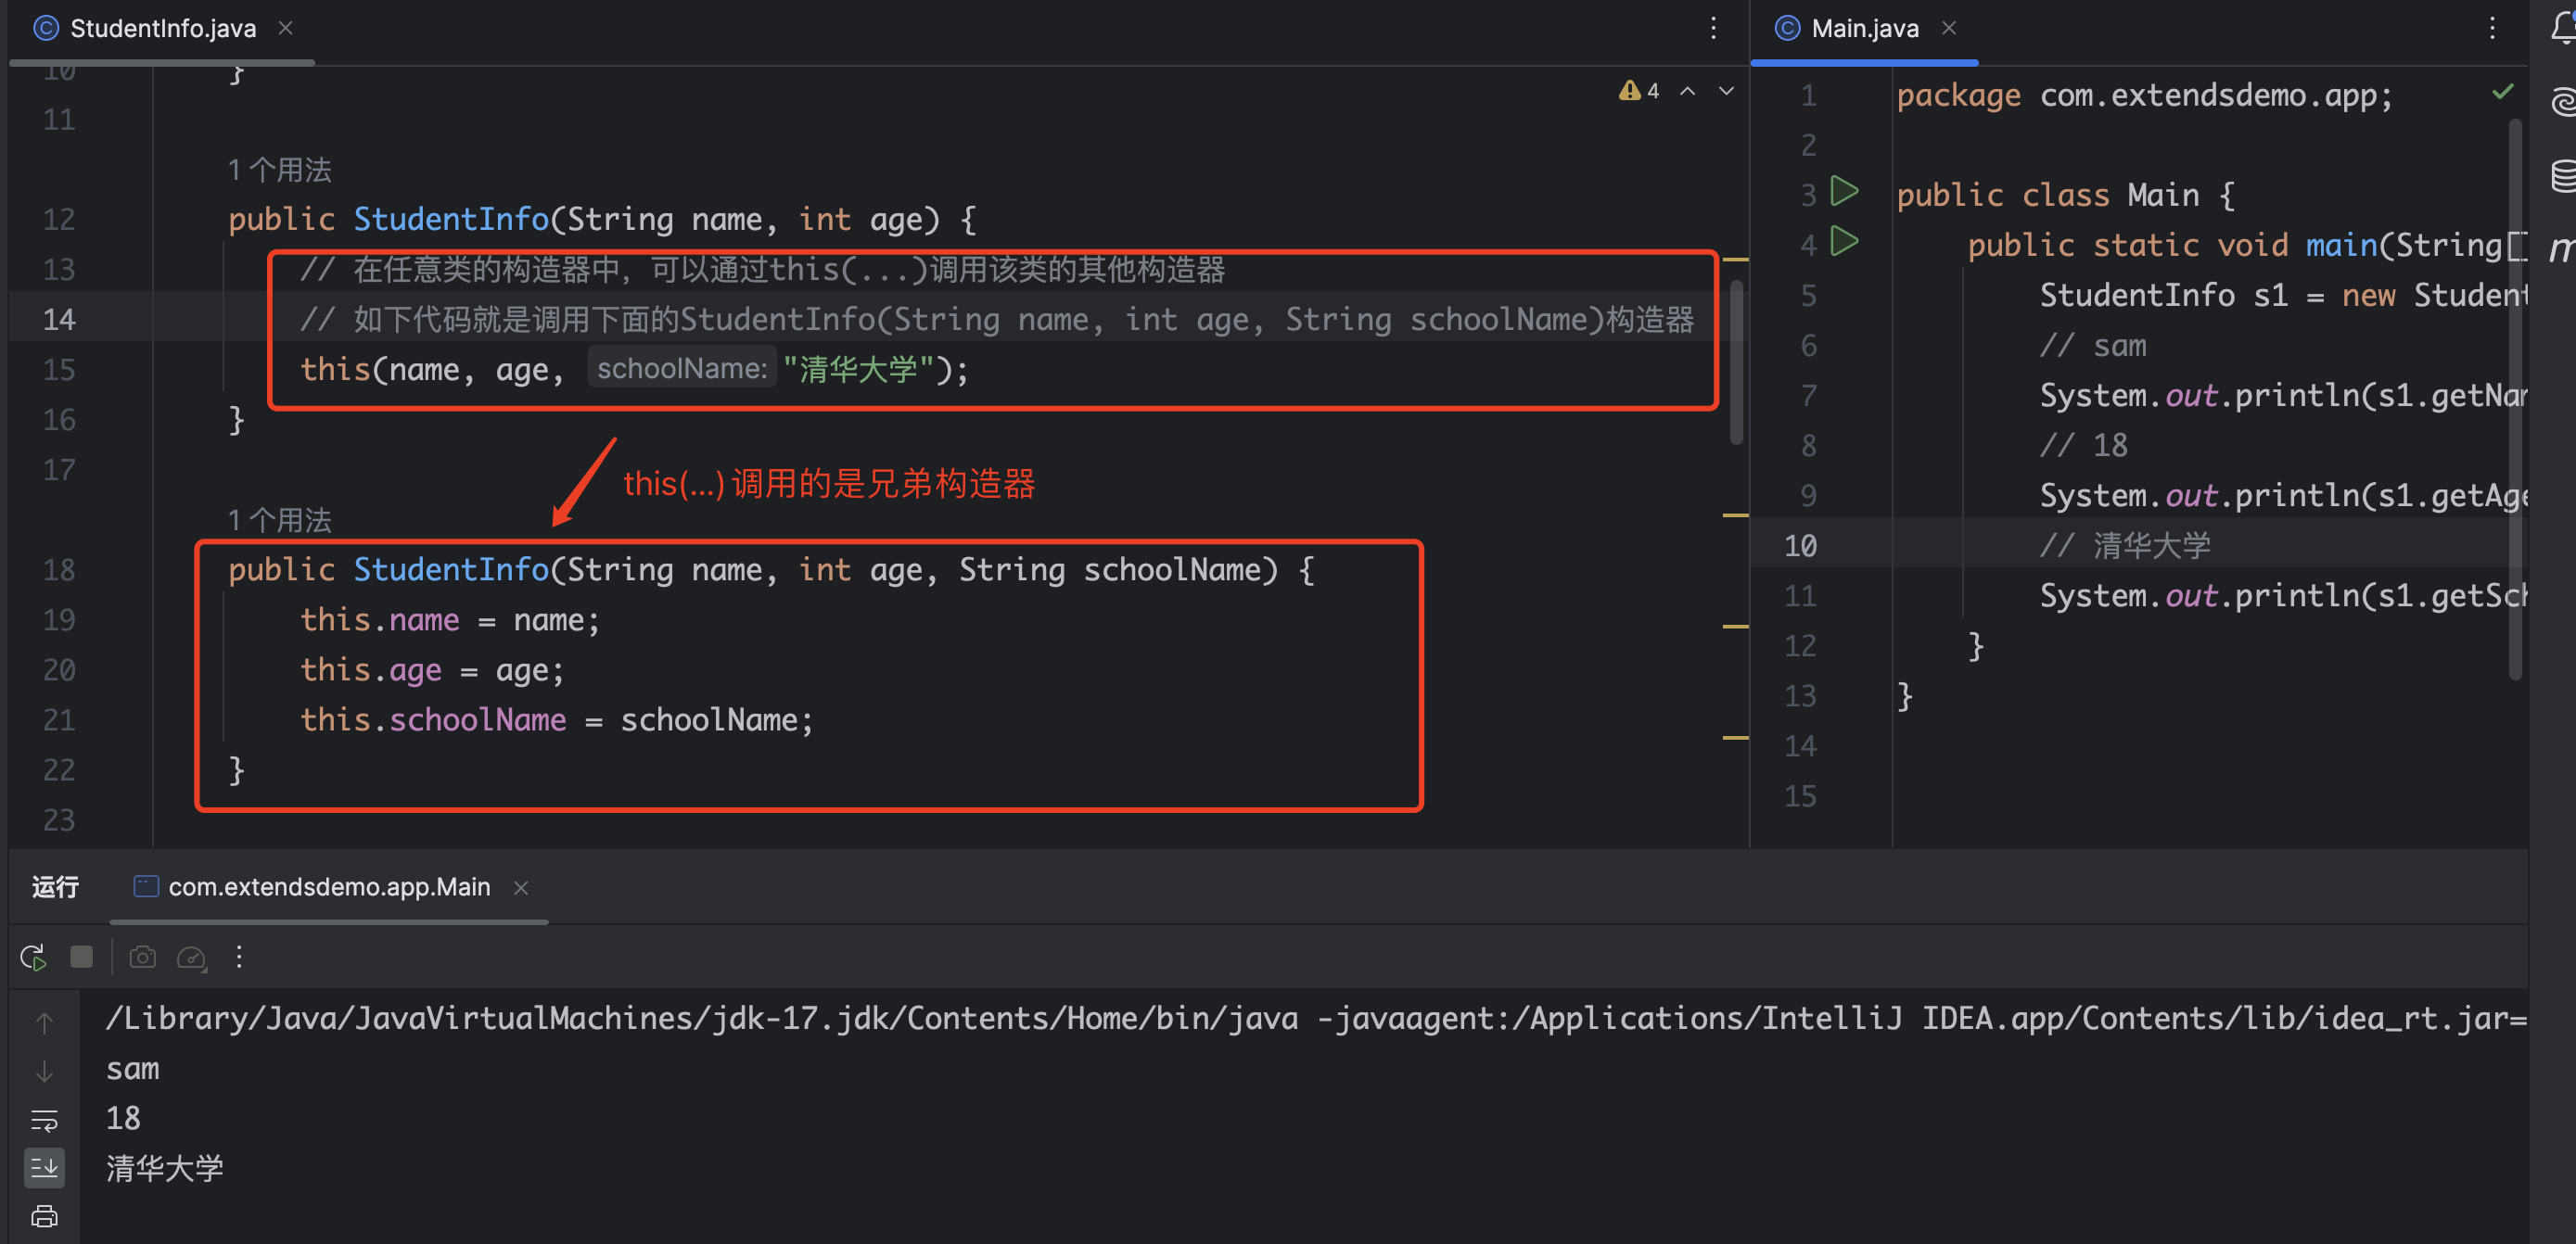 StudentInfo.java
10 }
11
1 个用法
12 public StudentInfo(String name, int age) {
13 // 在任意类的构造器中，可以通过this(...)调用该类的其他构造器
14 // 如下代码就是调用下面的StudentInfo(String name, int age, String schoolName)构造器
15 this(name, age, schoolName: "清华大学");
16 }
17
this(...) 调用的是兄弟构造器
1 个用法
18 public StudentInfo(String name, int age, String schoolName) {
19 this.name = name;
20 this.age = age;
21 this.schoolName = schoolName;
22 }
23
4
Main.java
1 package com.extendsdemo.app;
2
3 public class Main {
4 public static void main(String[]
5 StudentInfo s1 = new Student
6 // sam
7 System.out.println(s1.getNam
8 // 18
9 System.out.println(s1.getAge
10 // 清华大学
11 System.out.println(s1.getSch
12 }
13 }
14
15
m
运行 com.extendsdemo.app.Main
/Library/Java/JavaVirtualMachines/jdk-17.jdk/Contents/Home/bin/java -javaagent:/Applications/IntelliJ IDEA.app/Contents/lib/idea_rt.jar=
sam
18
清华大学